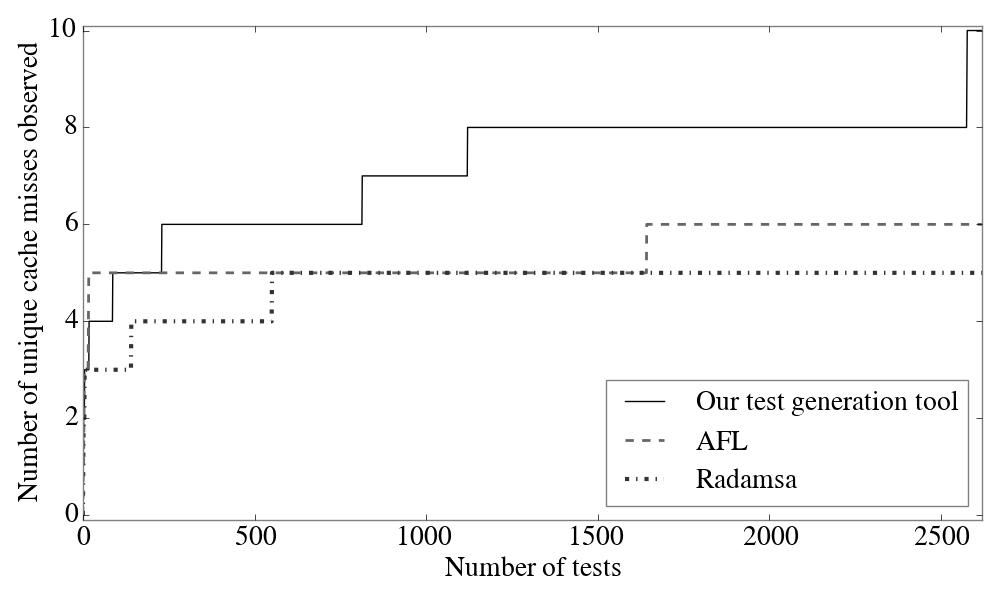 Number of unique cache misses observed
10
8
6
4
2
0
0 500 1000 1500 2000 2500
Number of tests
Our test generation tool
AFL
Radamsa